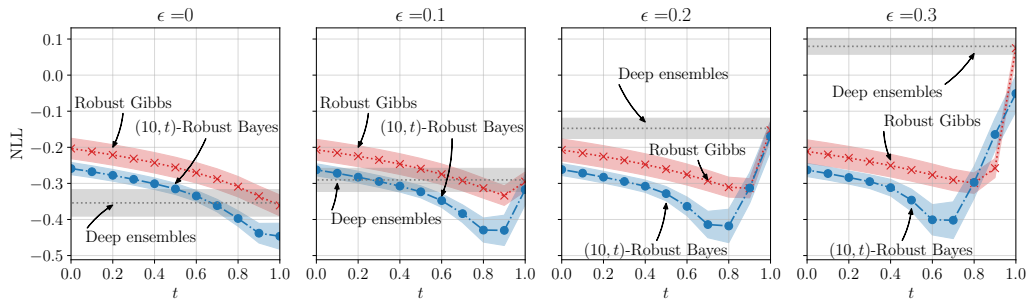 ϵ =0
ϵ =0.1
ϵ =0.2
ϵ =0.3
NLL
0.1
0.0
−0.1
−0.2
−0.3
−0.4
−0.5
Robust Gibbs
(10, t)-Robust Bayes
Deep ensembles
0.0 0.2 0.4 0.6 0.8 1.0
t
Robust Gibbs
(10, t)-Robust Bayes
Deep ensembles
0.0 0.2 0.4 0.6 0.8 1.0
t
Deep ensembles
Robust Gibbs
(10, t)-Robust Bayes
0.0 0.2 0.4 0.6 0.8 1.0
t
Deep ensembles
Robust Gibbs
(10, t)-Robust Bayes
0.0 0.2 0.4 0.6 0.8 1.0
t